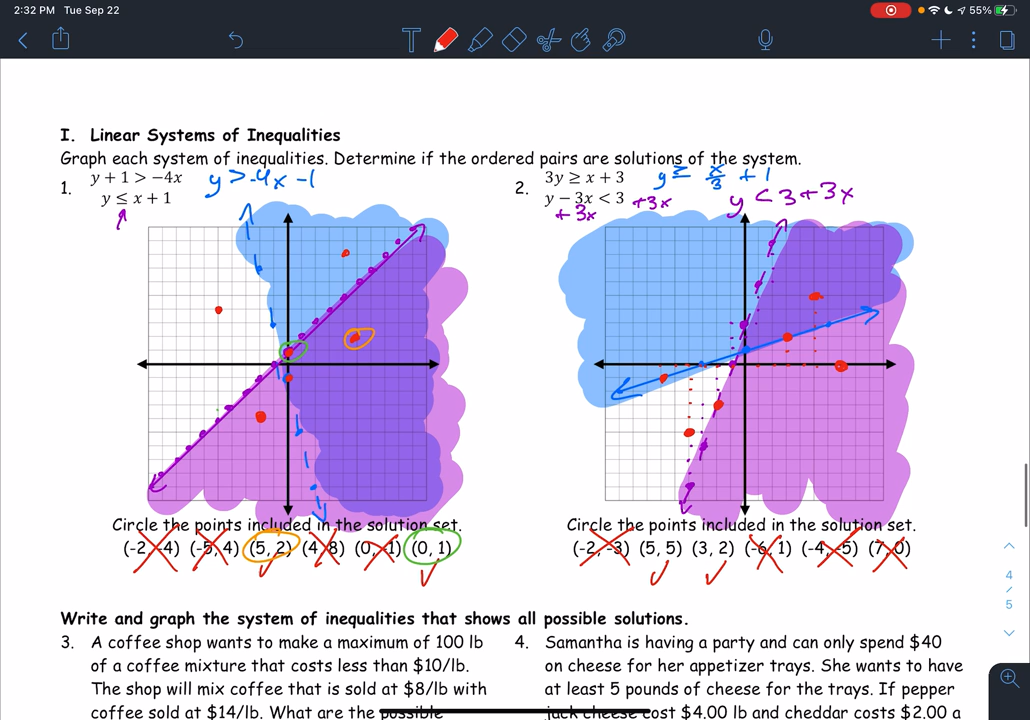 2:32 PM Tue Sep 22
55%
T
I. Linear Systems of Inequalities
Graph each system of inequalities. Determine if the ordered pairs are solutions of the system.
1. y + 1 > −4x
y ≤ x + 1
y > -4x -1
2. 3y ≥ x + 3
y − 3x < 3
+3x +3x
y ≥ x/3 + 1
y < 3 + 3x
Circle the points included in the solution set.
(-2, -4) (-5, 4) (5, 2) (4, 8) (0, -1) (0, 1)
Circle the points included in the solution set.
(-2, -3) (5, 5) (3, 2) (-6, 1) (-4, -5) (7, 0)
4
/
5
Write and graph the system of inequalities that shows all possible solutions.
3. A coffee shop wants to make a maximum of 100 lb
of a coffee mixture that costs less than $10/lb.
The shop will mix coffee that is sold at $8/lb with
coffee sold at $14/lb. What are the possible
4. Samantha is having a party and can only spend $40
on cheese for her appetizer trays. She wants to have
at least 5 pounds of cheese for the trays. If pepper
jack cheese cost $4.00 lb and cheddar costs $2.00 a